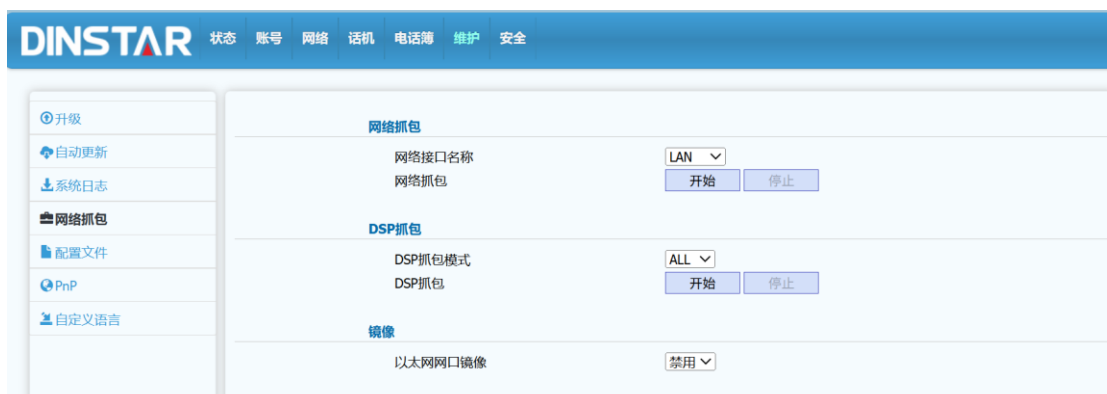 DINSTAR 状态 账号 网络 话机 电话簿 维护 安全
升级
自动更新
系统日志
网络抓包
配置文件
PnP
自定义语言
网络抓包
网络接口名称 LAN
网络抓包 开始 停止
DSP抓包
DSP抓包模式 ALL
DSP抓包 开始 停止
镜像
以太网网口镜像 禁用